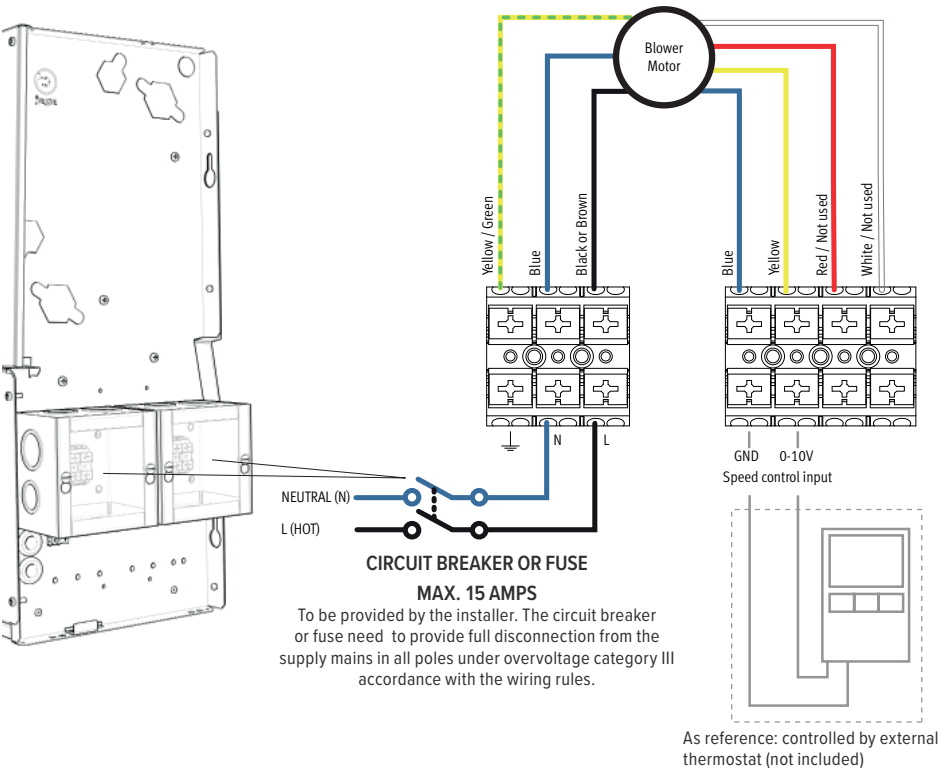 Blower
Motor
Yellow / Green
Blue
Black or Brown
Blue
Yellow
Red / Not used
White / Not used
N
L
GND
0-10V
Speed control input
NEUTRAL (N)
L (HOT)
CIRCUIT BREAKER OR FUSE
MAX. 15 AMPS
To be provided by the installer. The circuit breaker
or fuse need to provide full disconnection from the
supply mains in all poles under overvoltage category III
accordance with the wiring rules.
As reference: controlled by external
thermostat (not included)